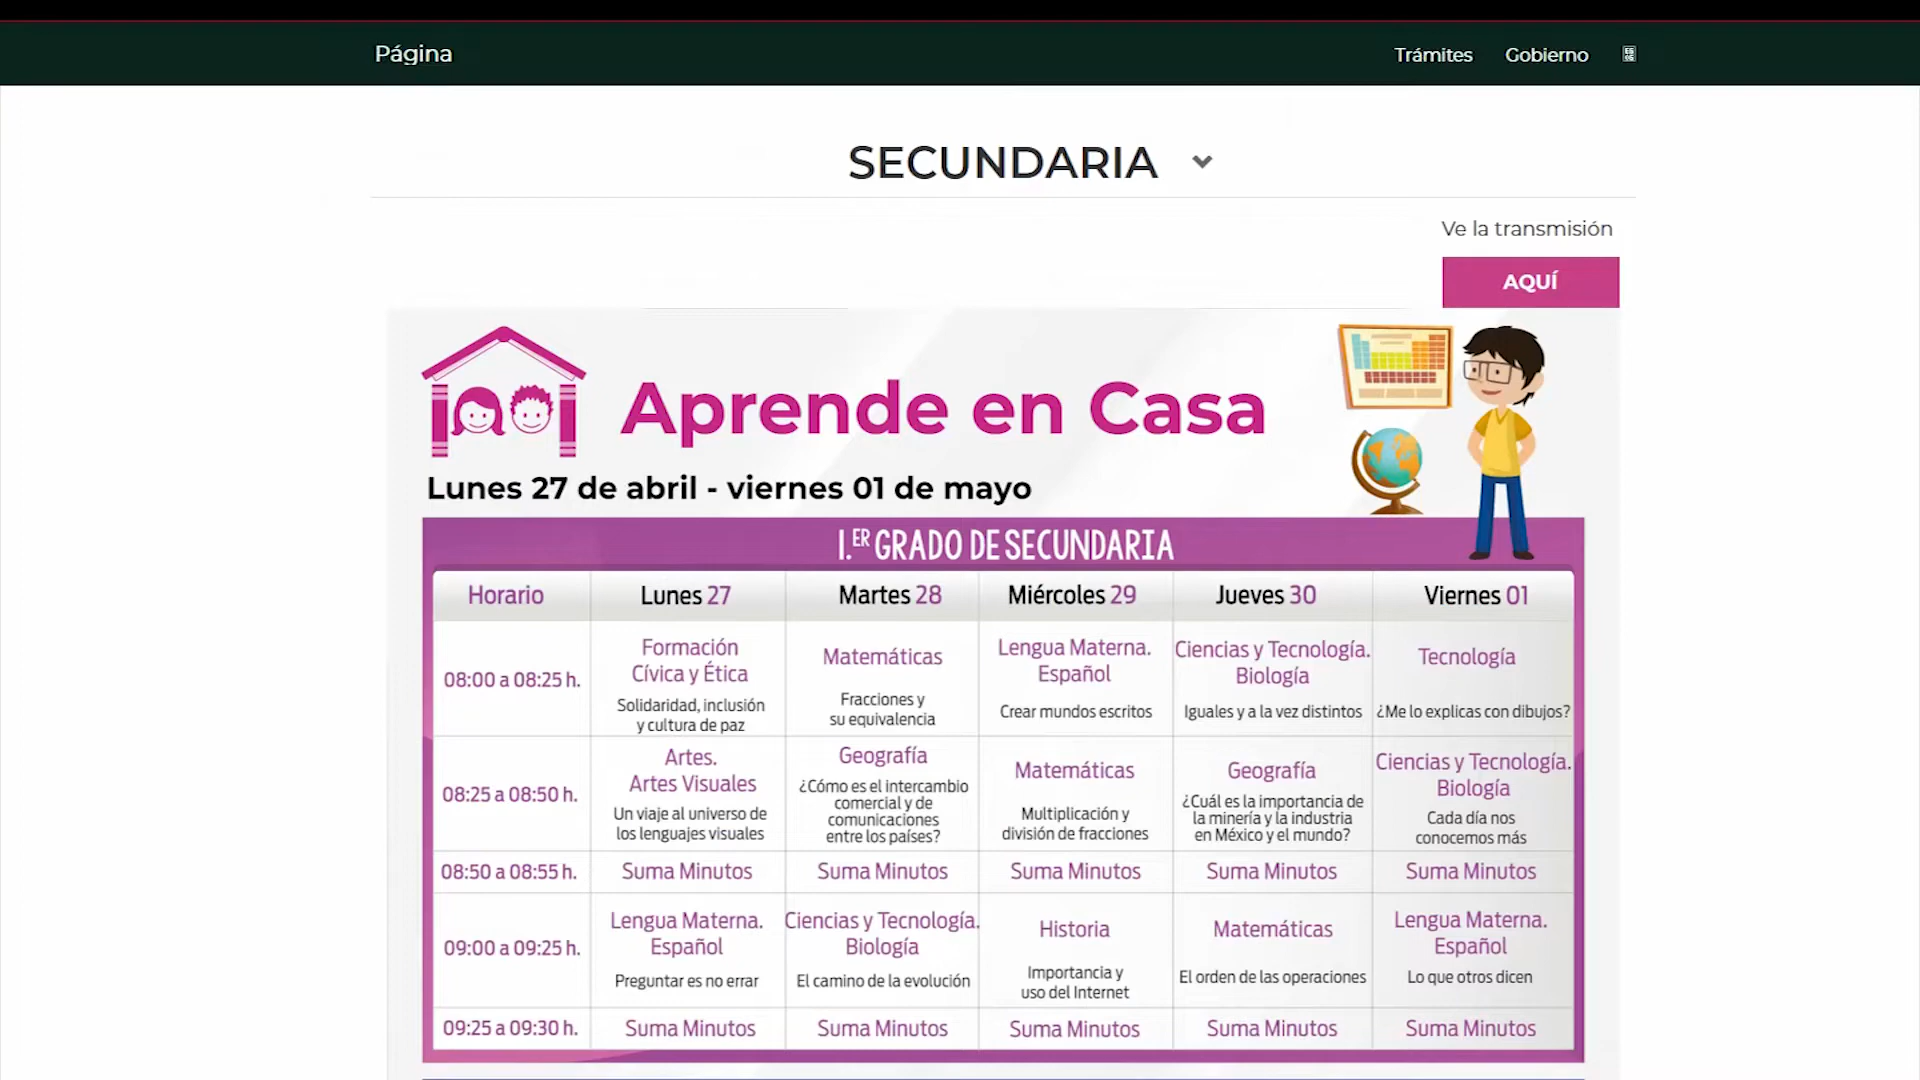 Página
Trámites
Gobierno
SECUNDARIA
Ve la transmisión
AQUÍ
Aprende en Casa
Lunes 27 de abril - viernes 01 de mayo
1.ER GRADO DE SECUNDARIA
Horario
Lunes 27
Martes 28
Miércoles 29
Jueves 30
Viernes 01
08:00 a 08:25 h.
Formación
Cívica y Ética
Solidaridad, inclusión
y cultura de paz
Matemáticas
Fracciones y
su equivalencia
Lengua Materna.
Español
Crear mundos escritos
Ciencias y Tecnología.
Biología
Iguales y a la vez distintos
Tecnología
¿Me lo explicas con dibujos?
08:25 a 08:50 h.
Artes.
Artes Visuales
Un viaje al universo de
los lenguajes visuales
Geografía
¿Cómo es el intercambio
comercial y de
comunicaciones
entre los países?
Matemáticas
Multiplicación y
división de fracciones
Geografía
¿Cuál es la importancia de
la minería y la industria
en México y el mundo?
Ciencias y Tecnología.
Biología
Cada día nos
conocemos más
08:50 a 08:55 h.
Suma Minutos
Suma Minutos
Suma Minutos
Suma Minutos
Suma Minutos
09:00 a 09:25 h.
Lengua Materna.
Español
Preguntar es no errar
Ciencias y Tecnología.
Biología
El camino de la evolución
Historia
Importancia y
uso del Internet
Matemáticas
El orden de las operaciones
Lengua Materna.
Español
Lo que otros dicen
09:25 a 09:30 h.
Suma Minutos
Suma Minutos
Suma Minutos
Suma Minutos
Suma Minutos